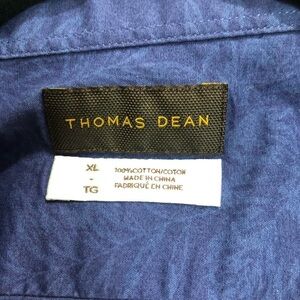 THOMAS DEAN
XL
-
TG
100%COTTON/COTON
MADE IN CHINA
FABRIQUÉ EN CHINE